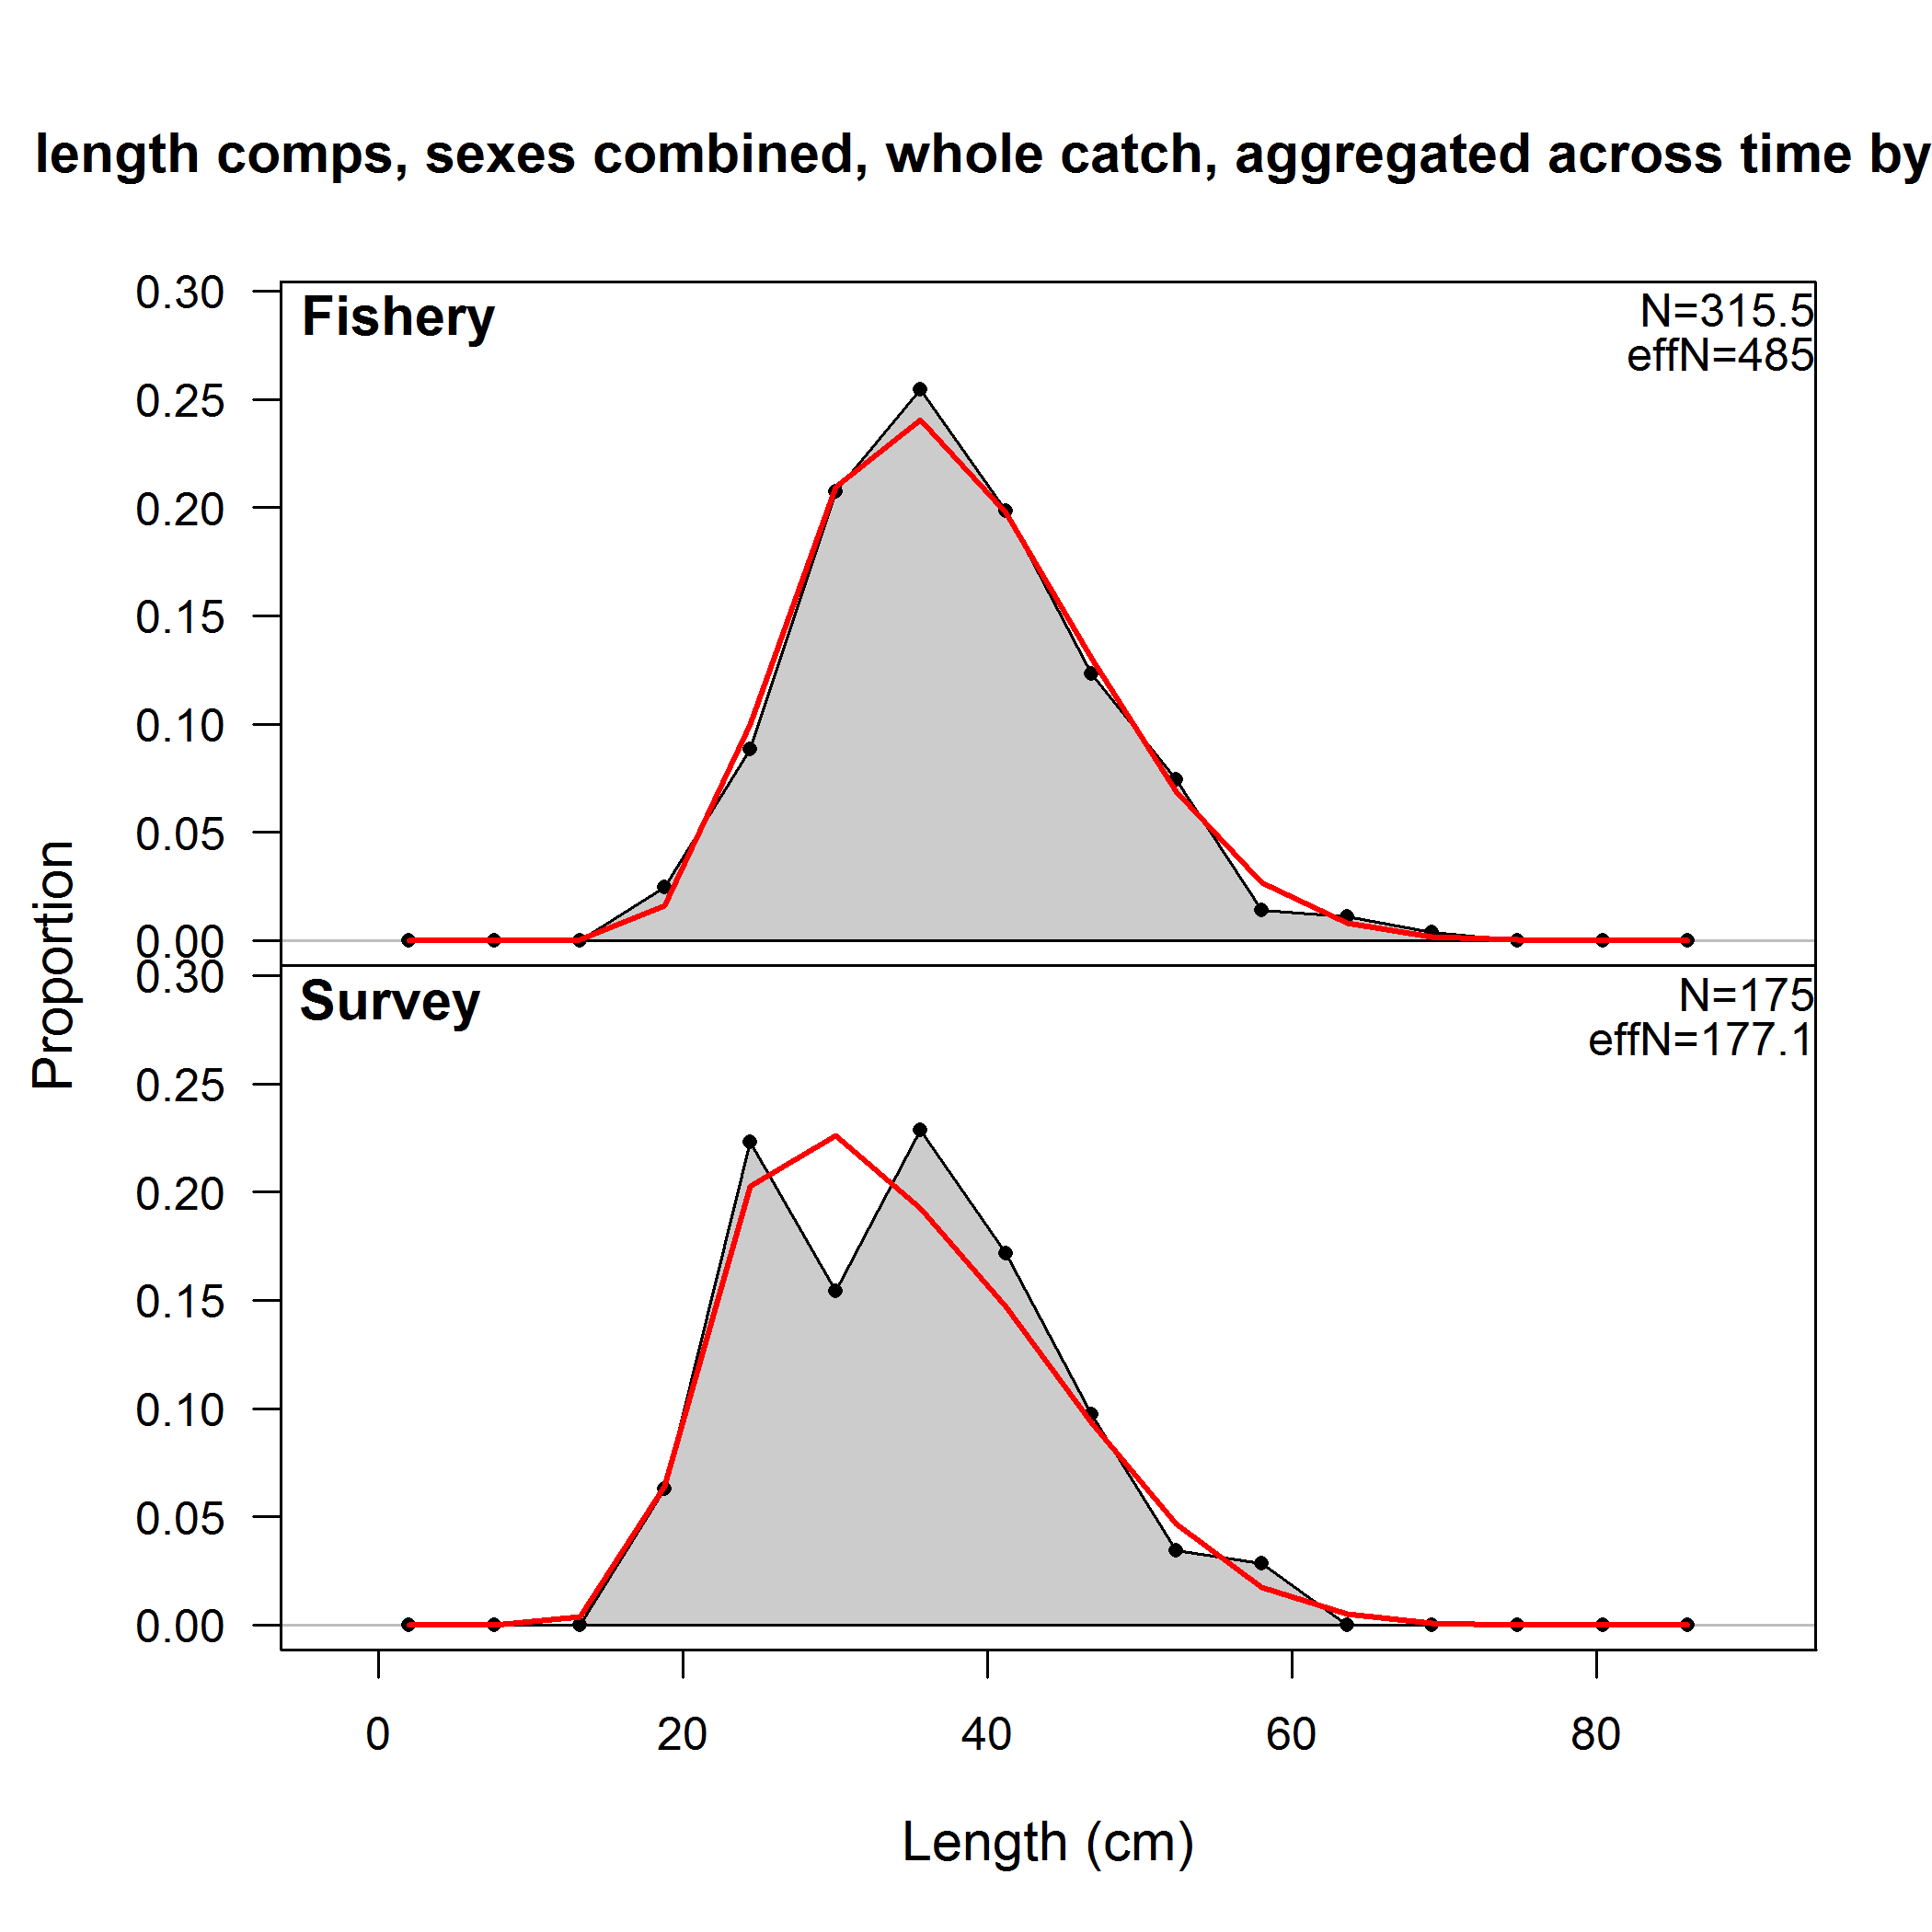 length comps, sexes combined, whole catch, aggregated across time by
Fishery
N=315.5
effN=485
0.30
0.25
0.20
0.15
0.10
0.05
0.00
Survey
N=175
effN=177.1
0.30
0.25
0.20
0.15
0.10
0.05
0.00
Proportion
0 20 40 60 80
Length (cm)